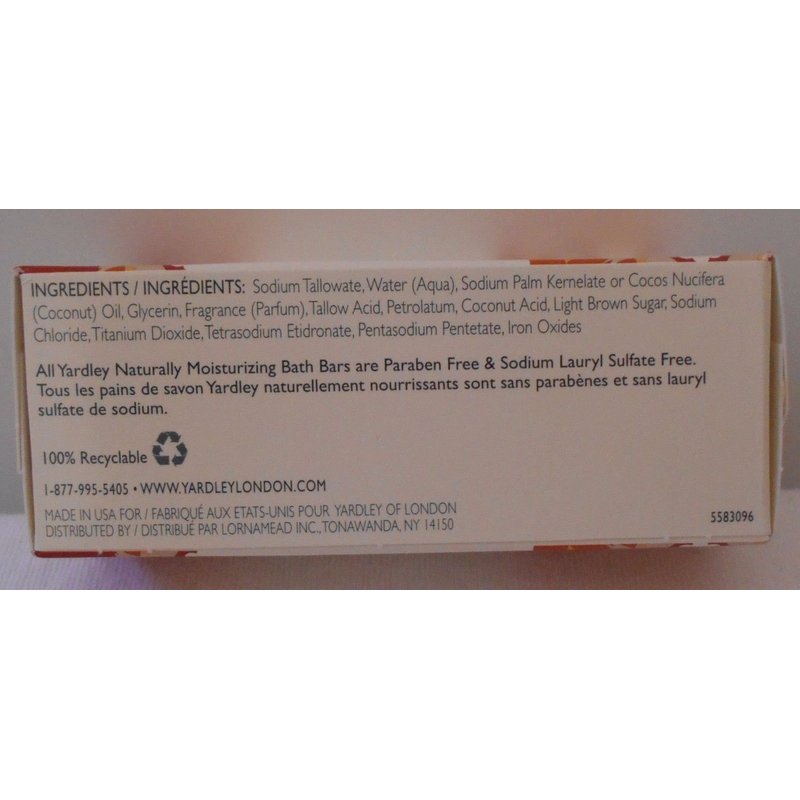 INGREDIENTS / INGRÉDIENTS: Sodium Tallowate, Water (Aqua), Sodium Palm Kernelate or Cocos Nucifera
(Coconut) Oil, Glycerin, Fragrance (Parfum), Tallow Acid, Petrolatum, Coconut Acid, Light Brown Sugar, Sodium
Chloride, Titanium Dioxide, Tetrasodium Etidronate, Pentasodium Pentetate, Iron Oxides
All Yardley Naturally Moisturizing Bath Bars are Paraben Free & Sodium Lauryl Sulfate Free.
Tous les pains de savon Yardley naturellement nourrissants sont sans parabènes et sans lauryl
sulfate de sodium.
100% Recyclable
1-877-995-5405 • WWW.YARDLEYLONDON.COM
MADE IN USA FOR / FABRIQUÉ AUX ETATS-UNIS POUR YARDLEY OF LONDON
DISTRIBUTED BY / DISTRIBUÉ PAR LORNAMEAD INC., TONAWANDA, NY 14150
5583096